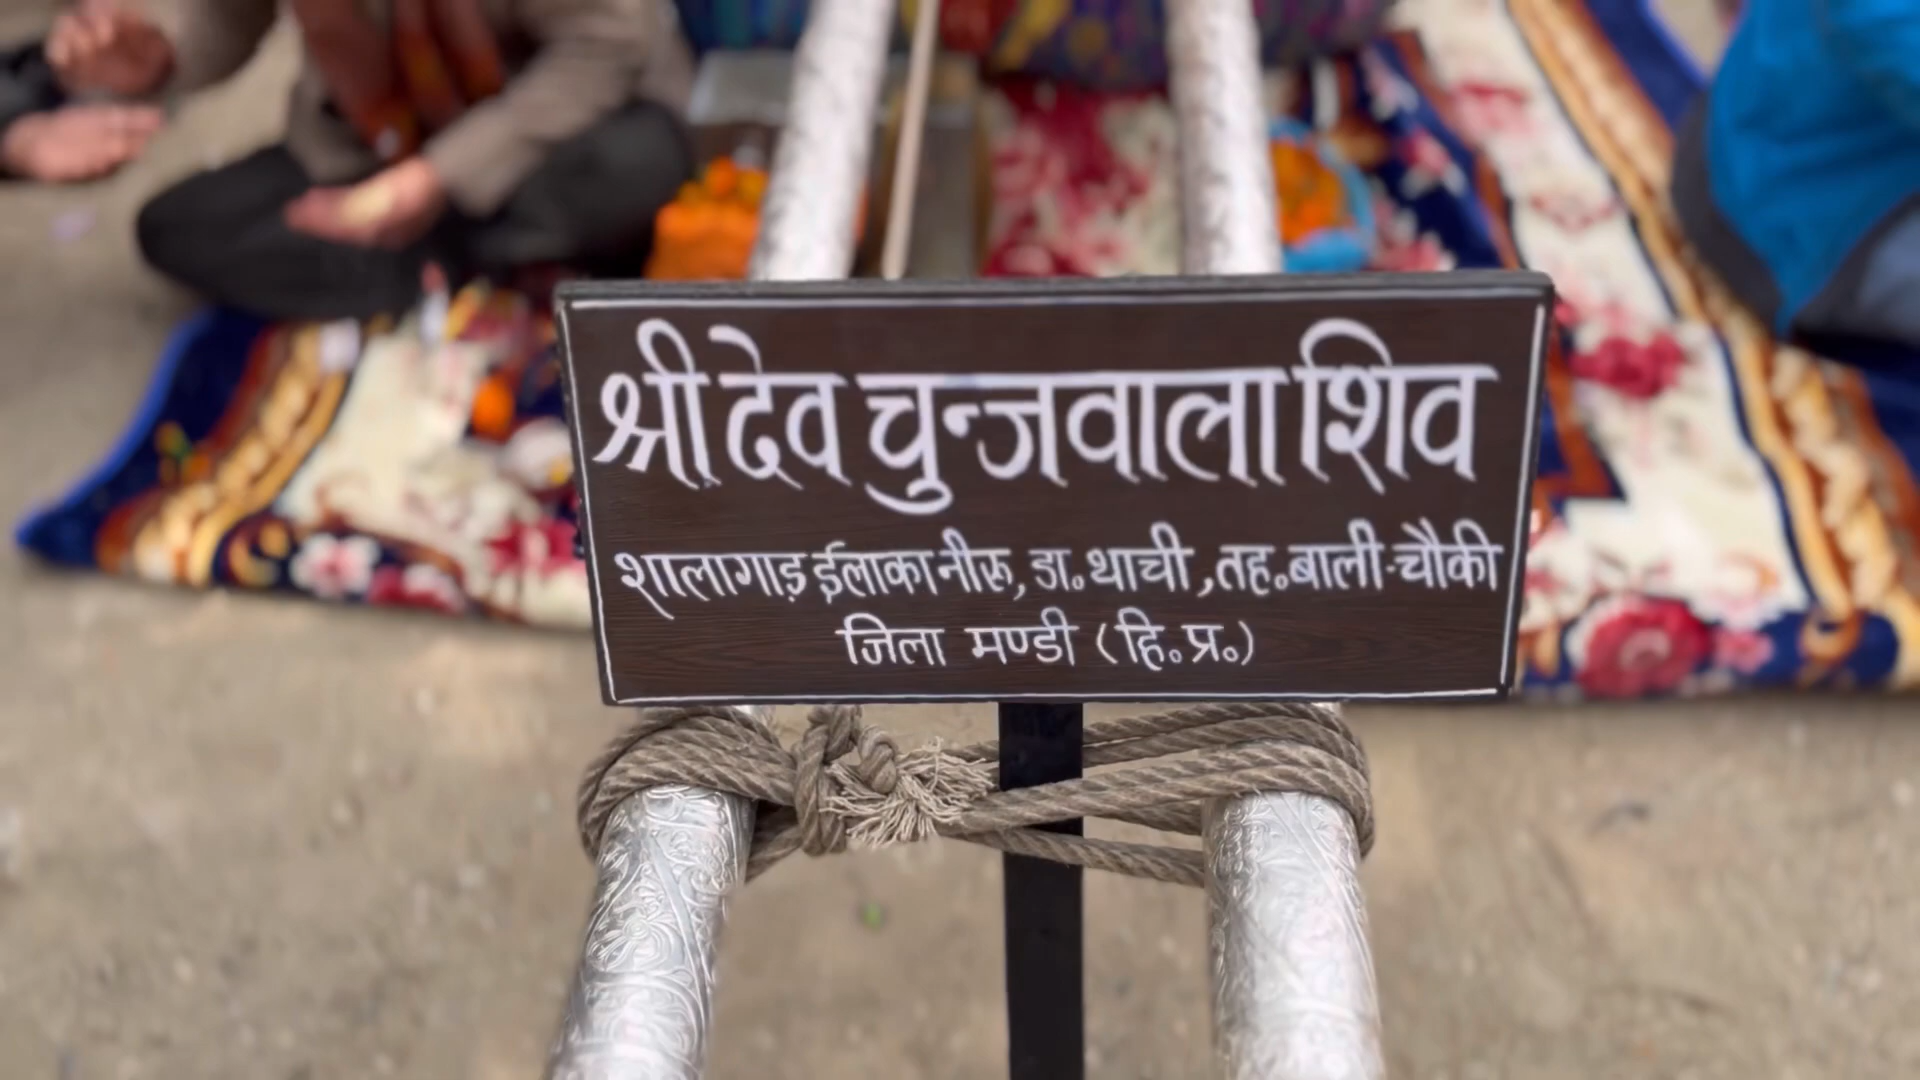 श्री देव चुन्जवाला शिव
शालागाड़ ईलाका नीरू, डा॰ थाची, तह॰ बाली-चौकी
जिला मण्डी (हि॰प्र॰)